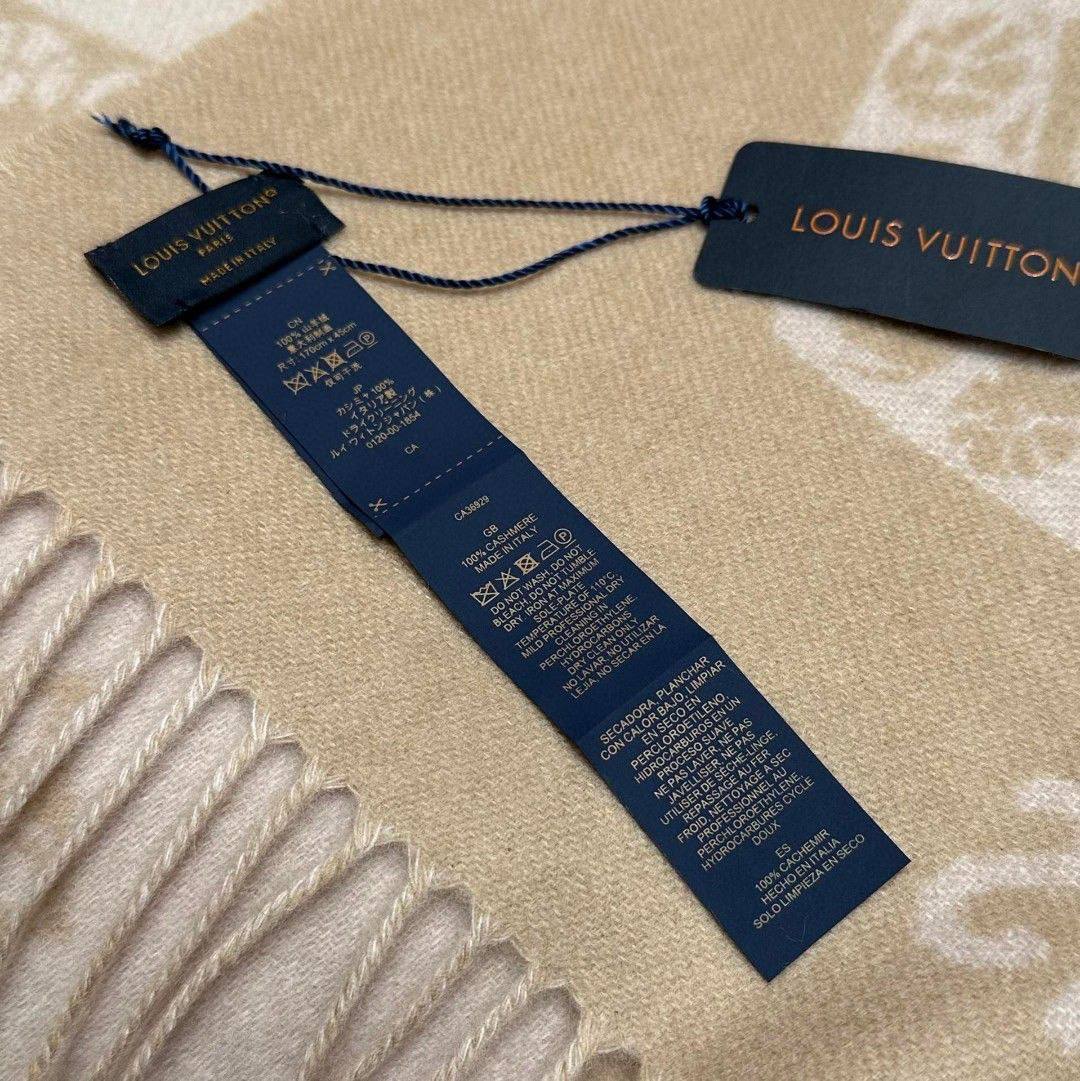 LOUIS VUITTON®
PARIS
MADE IN ITALY
LOUIS VUITTON
CN
100% 山羊绒
意大利制造
尺寸: 170cm x 45cm
仅可干洗
JP
カシミヤ 100%
イタリア製
ドライクリーニング
ルイ ヴィトンジャパン (株)
0120-00-1854
CA
CA36929
GB
100% CASHMERE
MADE IN ITALY
DO NOT WASH. DO NOT
BLEACH. DO NOT TUMBLE
DRY. IRON AT MAXIMUM
SOLE-PLATE
TEMPERATURE OF 110°C.
MILD PROFESSIONAL DRY
CLEANING IN
PERCHLOROETHYLENE.
HYDROCARBONS
DRY CLEAN ONLY
NO LAVAR, NO UTILIZAR
LEJIA, NO SECAR EN LA
SECADORA, PLANCHAR
CON CALOR BAJO, LIMPIAR
EN SECO EN
PERCLOROETILENO,
HIDROCARBUROS EN UN
PROCESO SUAVE
NE PAS LAVER. NE PAS
JAVELLISER. NE PAS
UTILISER DE SÈCHE-LINGE.
REPASSAGE AU FER
FROID. NETTOYAGE A SEC
PROFESSIONNEL AU
PERCHLOROETHYLENE,
HYDROCARBURES CYCLE
DOUX
ES
100% CACHEMIR
HECHO EN ITALIA
SOLO LIMPIEZA EN SECO